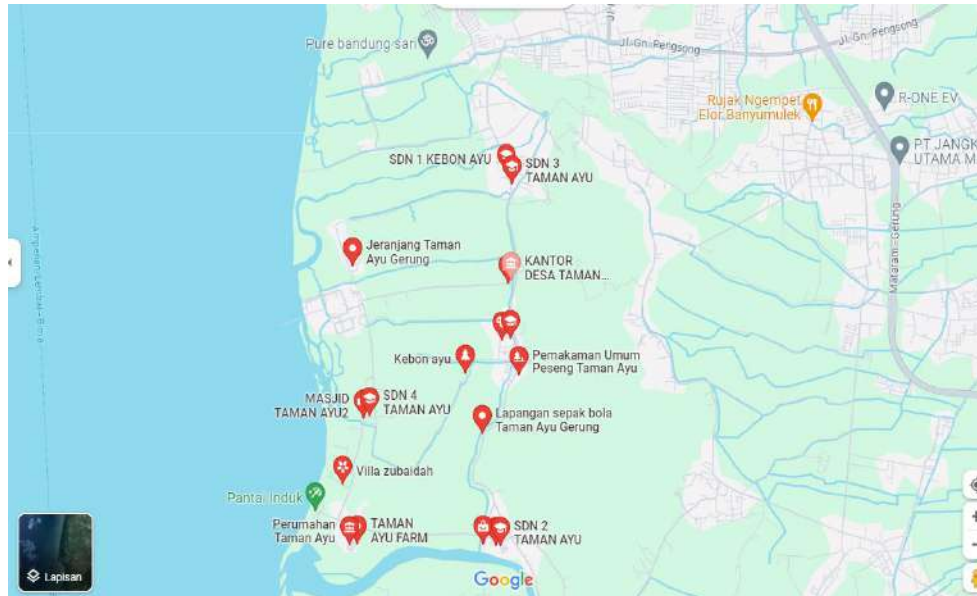 Jl. Gn. Pengsong
Jl. Gn. Pengsong
Pure bandung sari
Rujak Ngempet
Elor Banyumulek
R-ONE EV
PT JANGK
UTAMA M
SDN 1 KEBON AYU
SDN 3
TAMAN AYU
Mataram - Gerung
Jeranjang Taman
Ayu Gerung
KANTOR
DESA TAMAN...
Kebon ayu
Pemakaman Umum
Peseng Taman Ayu
MASJID
TAMAN AYU2
SDN 4
TAMAN AYU
Lapangan sepak bola
Taman Ayu Gerung
Villa zubaidah
Pantai Induk
Perumahan
Taman Ayu
TAMAN
AYU FARM
SDN 2
TAMAN AYU
Lapisan
Google